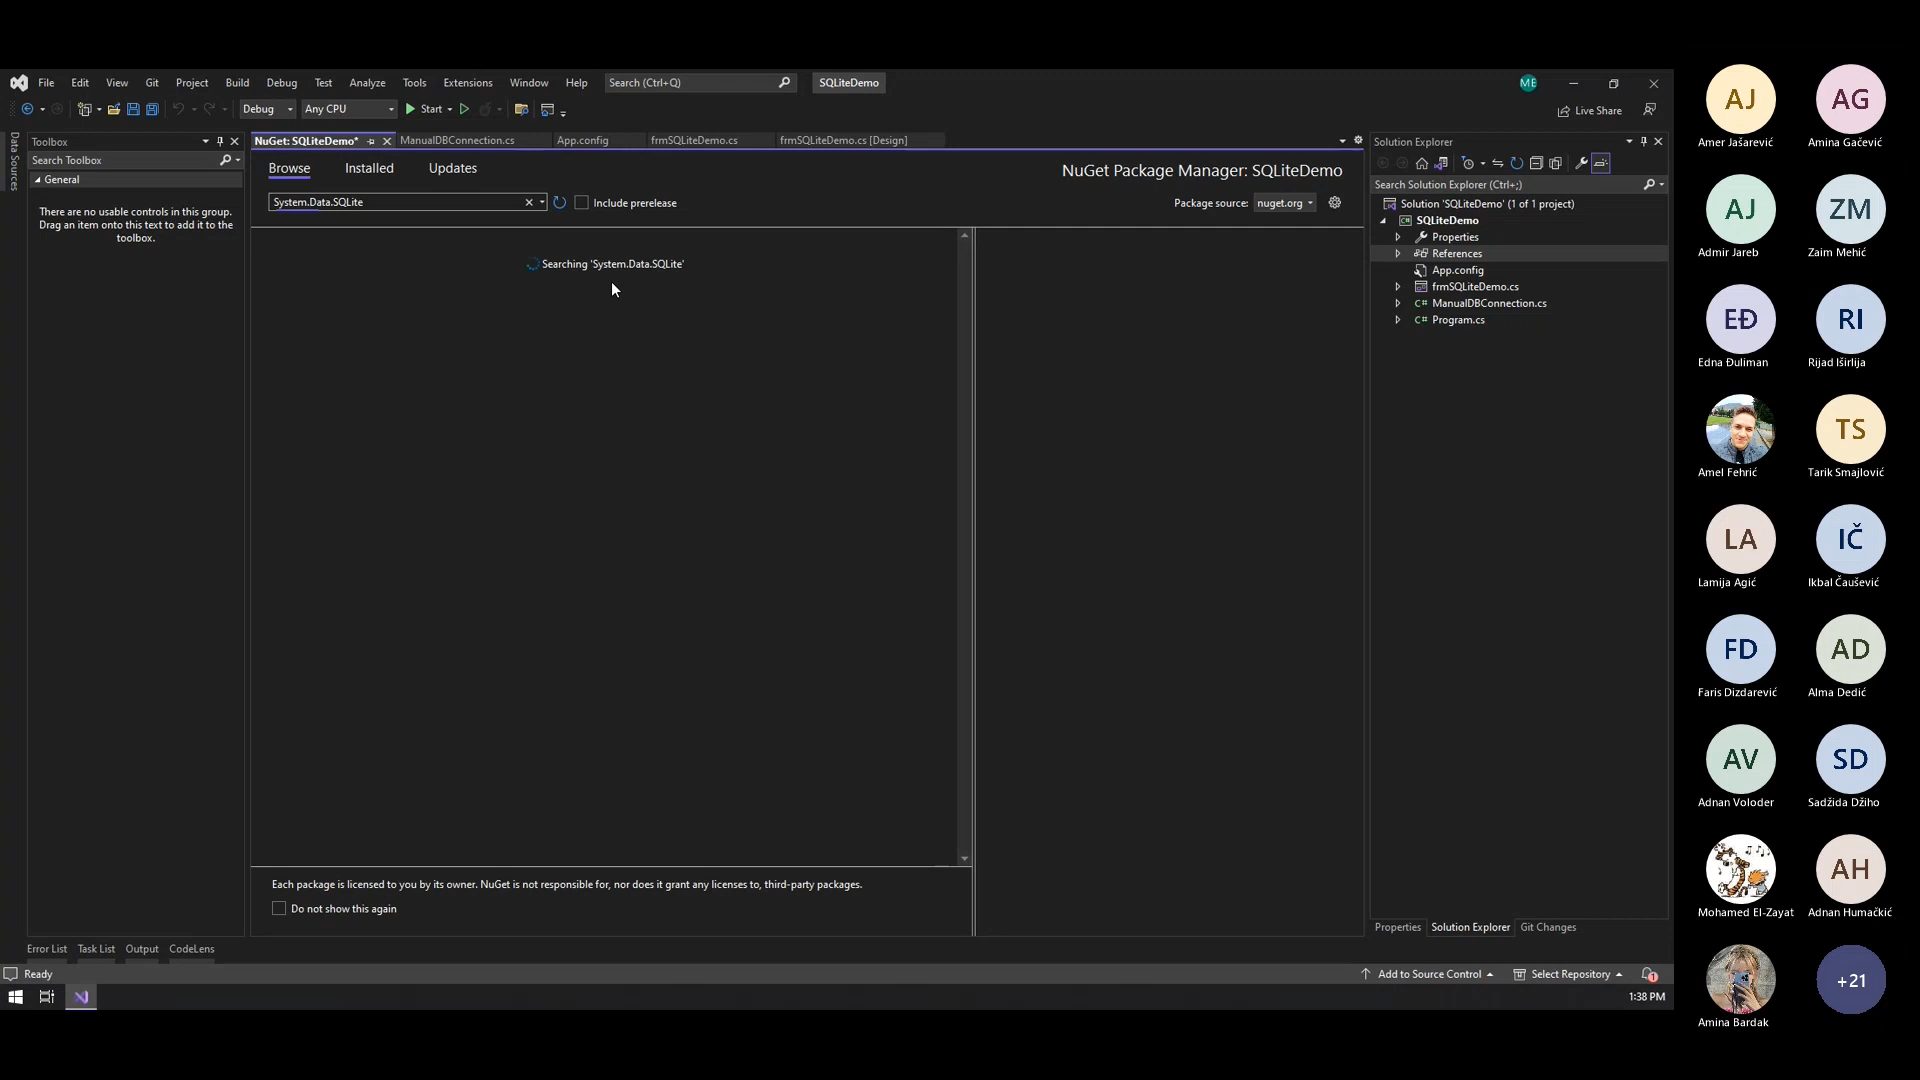 File Edit View Git Project Build Debug Test Analyze Tools Extensions Window Help Search (Ctrl+Q) SQLiteDemo ME
Debug Any CPU Start Live Share
Data Sources
Toolbox
Search Toolbox
General
There are no usable controls in this group.
Drag an item onto this text to add it to the
toolbox.
NuGet: SQLiteDemo* ManualDBConnection.cs App.config frmSQLiteDemo.cs frmSQLiteDemo.cs [Design]
Browse Installed Updates NuGet Package Manager: SQLiteDemo
System.Data.SQLite Include prerelease Package source: nuget.org
Searching 'System.Data.SQLite'
Each package is licensed to you by its owner. NuGet is not responsible for, nor does it grant any licenses to, third-party packages.
Do not show this again
Solution Explorer
Search Solution Explorer (Ctrl+;)
Solution 'SQLiteDemo' (1 of 1 project)
SQLiteDemo
Properties
References
App.config
frmSQLiteDemo.cs
C# ManualDBConnection.cs
C# Program.cs
Properties Solution Explorer Git Changes
Error List Task List Output CodeLens
Ready Add to Source Control Select Repository 1
1:38 PM
AJ AG
Amer Jašarević Amina Gačević
AJ ZM
Admir Jareb Zaim Mehić
EĐ RI
Edna Đuliman Rijad Iširlija
TS
Amel Fehrić Tarik Smajlović
LA IČ
Lamija Agić Ikbal Čaušević
FD AD
Faris Dizdarević Alma Dedić
AV SD
Adnan Voloder Sadžida Džiho
AH
Mohamed El-Zayat Adnan Humačkić
+21
Amina Bardak